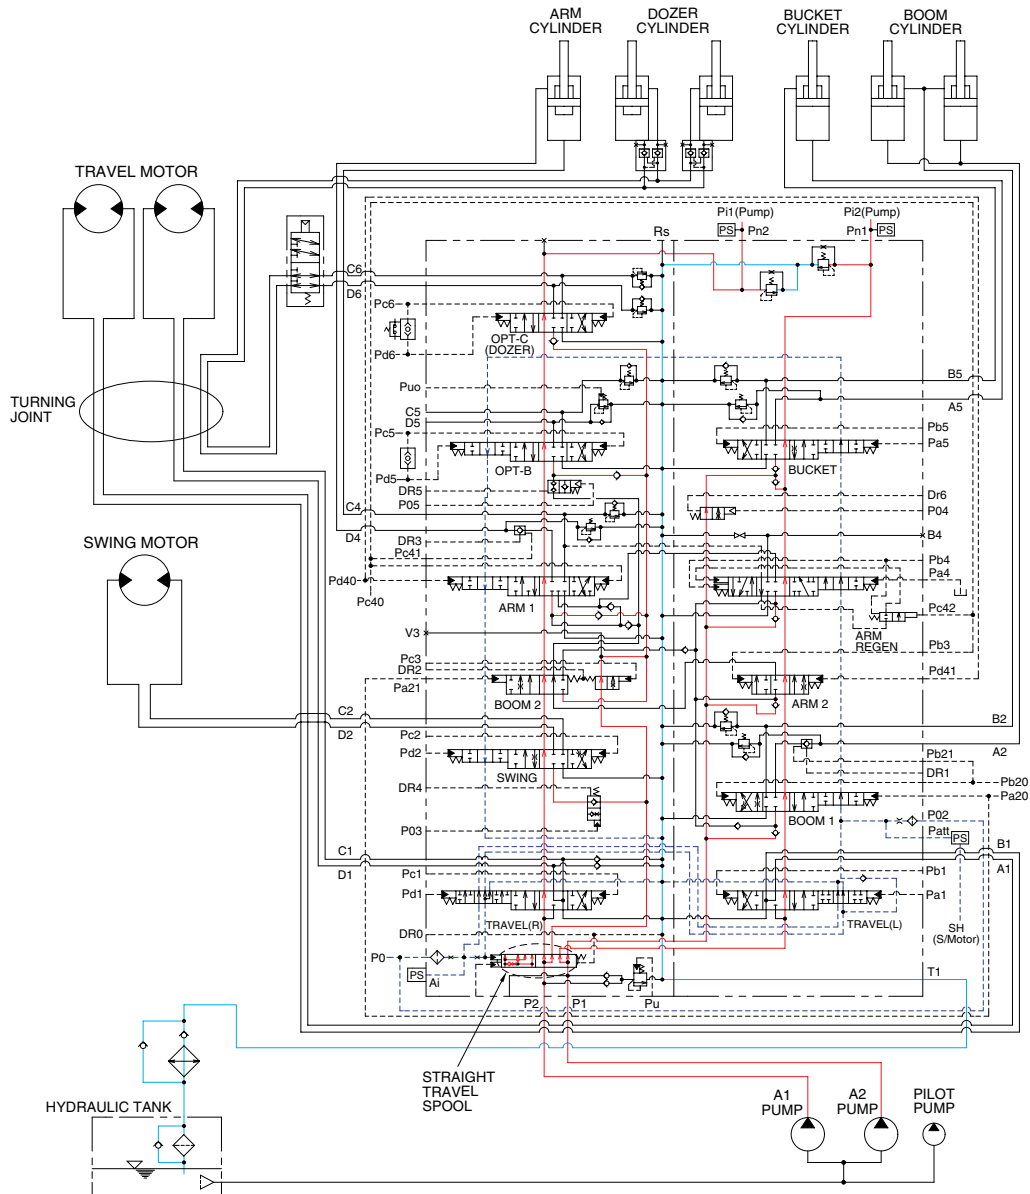 ARM
CYLINDER
DOZER
CYLINDER
BUCKET
CYLINDER
BOOM
CYLINDER
TRAVEL MOTOR
Pi1(Pump)
Pi2(Pump)
PS
Pn2
Pn1
PS
Rs
C6
D6
Pc6
Pd6
OPT-C
(DOZER)
Puo
C5
D5
Pc5
Pd5
OPT-B
BUCKET
B5
A5
Pb5
Pa5
TURNING
JOINT
DR5
P05
C4
D4
DR3
Pc41
Pd40
Pc40
ARM 1
Dr6
P04
B4
Pb4
Pa4
Pc42
ARM
REGEN
SWING MOTOR
V3
Pc3
DR2
Pa21
BOOM 2
Pb3
Pd41
ARM 2
C2
D2
Pc2
Pd2
SWING
B2
A2
Pb21
DR1
Pb20
Pa20
BOOM 1
DR4
P03
P02
Patt
PS
C1
D1
Pc1
Pd1
TRAVEL(R)
B1
A1
Pb1
Pa1
TRAVEL(L)
SH
(S/Motor)
DR0
P0
PS
Ai
P2
P1
Pu
T1
STRAIGHT
TRAVEL
SPOOL
HYDRAULIC TANK
A1
PUMP
A2
PUMP
PILOT
PUMP